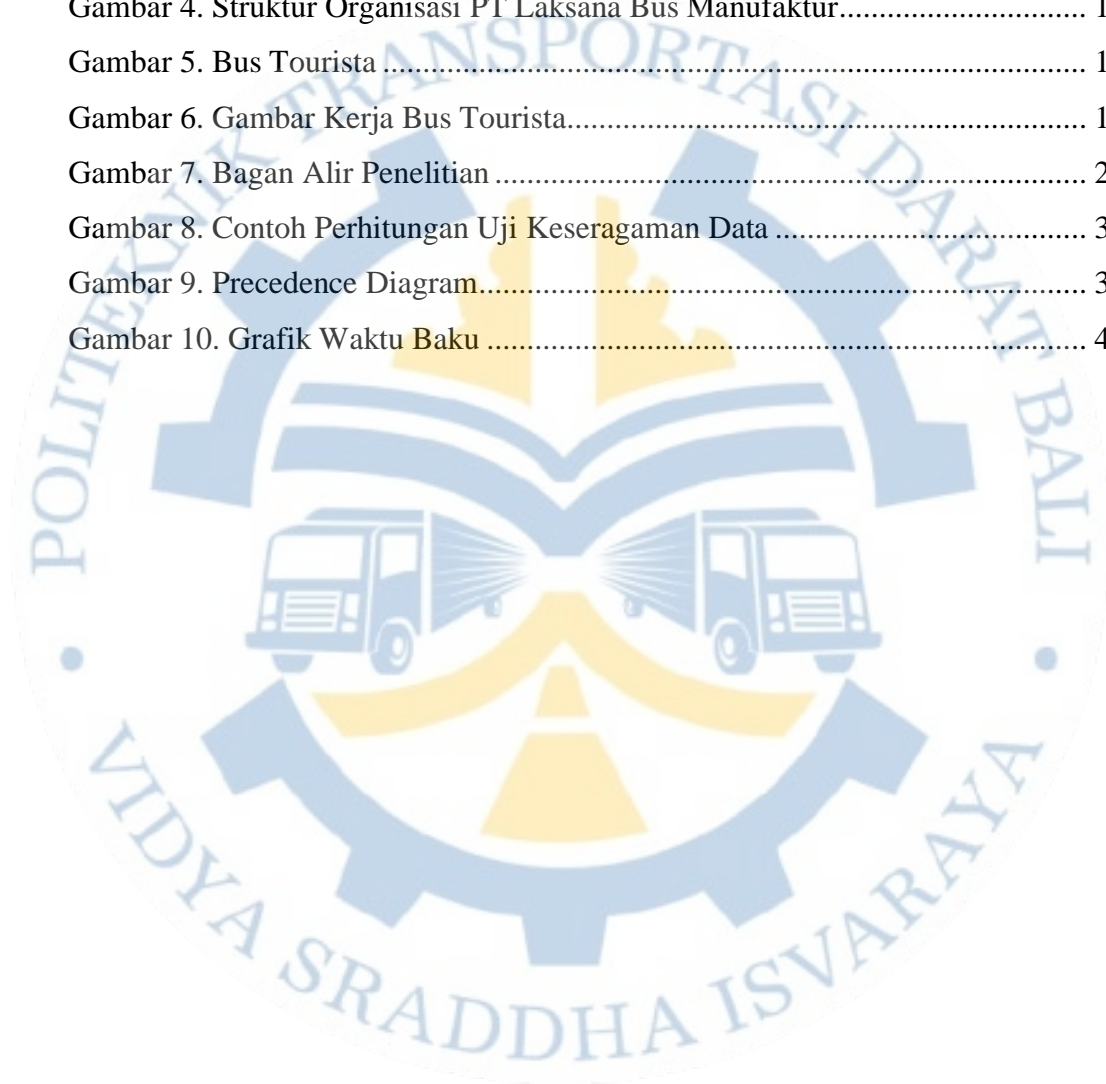 Gambar 4. Struktur Organisasi PT Laksana Bus Manufaktur............................... 1
Gambar 5. Bus Tourista ........................................................................................ 1
Gambar 6. Gambar Kerja Bus Tourista................................................................. 1
Gambar 7. Bagan Alir Penelitian .......................................................................... 2
Gambar 8. Contoh Perhitungan Uji Keseragaman Data ....................................... 3
Gambar 9. Precedence Diagram............................................................................ 3
Gambar 10. Grafik Waktu Baku ........................................................................... 4
POLITEKNIK TRANSPORTASI DARAT BALI
VIDYA SRADDHA ISVARAYA